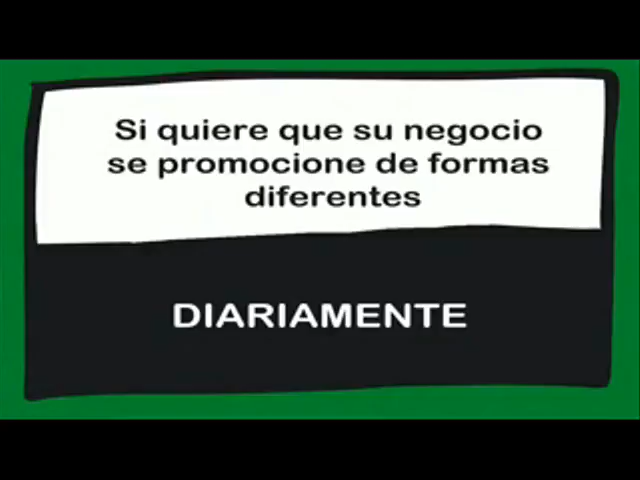 Si quiere que su negocio
se promocione de formas
diferentes
DIARIAMENTE